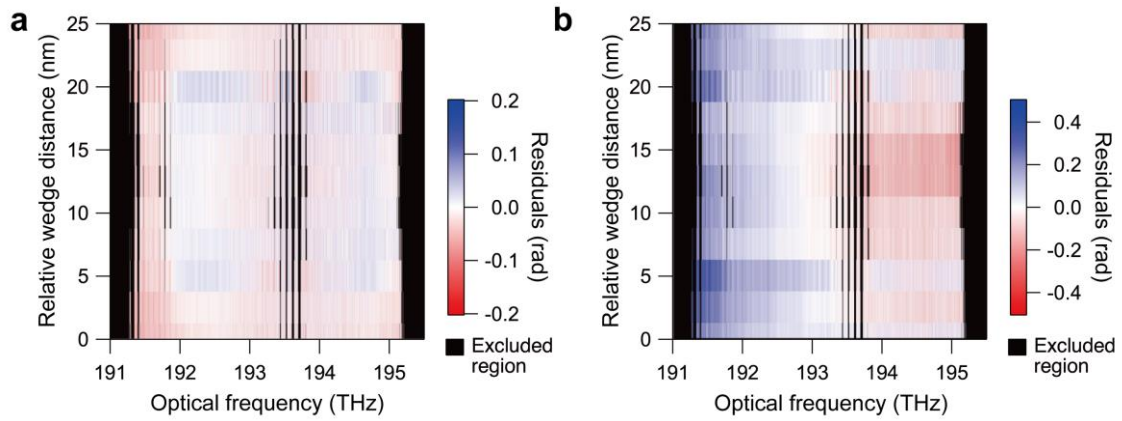 a
Relative wedge distance (nm)
25
20
15
10
5
0
191 192 193 194 195
Optical frequency (THz)
0.2
0.1
0.0
-0.1
-0.2
Residuals (rad)
Excluded
region
b
Relative wedge distance (nm)
25
20
15
10
5
0
191 192 193 194 195
Optical frequency (THz)
0.4
0.2
0.0
-0.2
-0.4
Residuals (rad)
Excluded
region